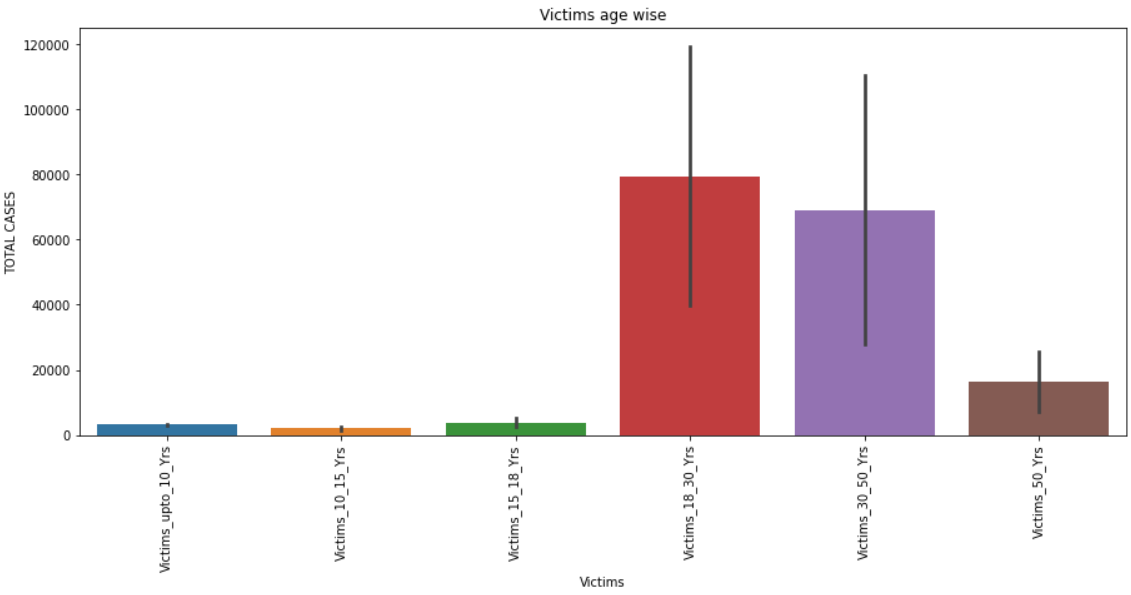 Victims age wise
TOTAL CASES
120000
100000
80000
60000
40000
20000
0
Victims_upto_10_Yrs
Victims_10_15_Yrs
Victims_15_18_Yrs
Victims_18_30_Yrs
Victims_30_50_Yrs
Victims_50_Yrs
Victims